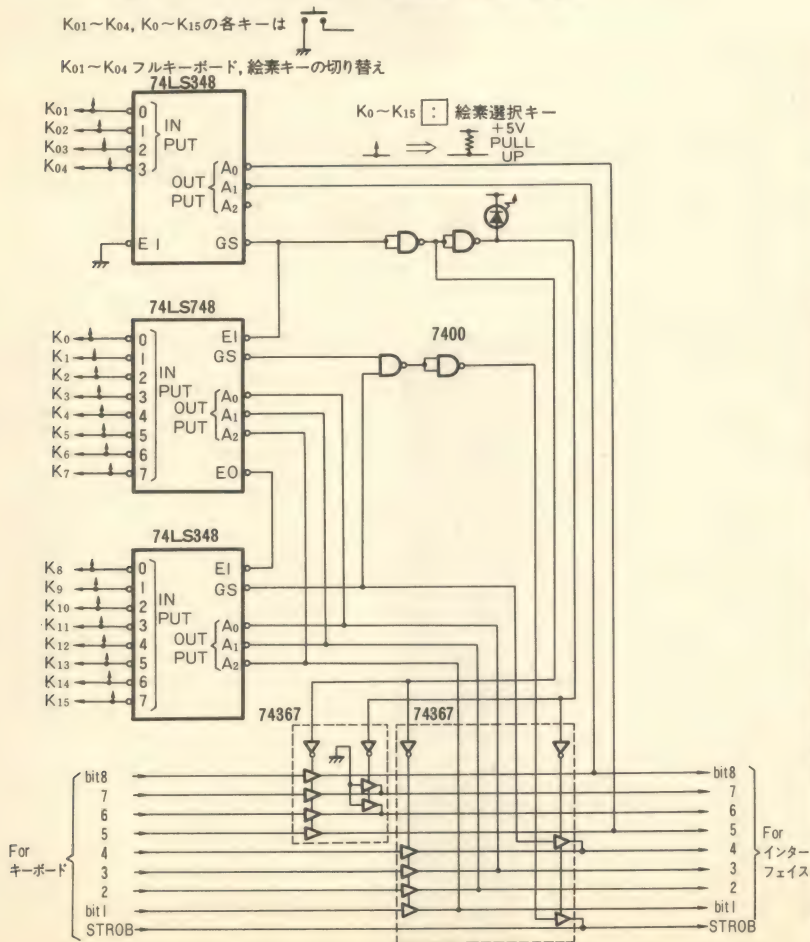 K01～K04, K0～K15の各キーは
K01～K04 フルキーボード, 絵素キーの切り替え
74LS348
K0～K15 : 絵素選択キー
+5V
PULL
UP
K01 0
K02 1
K03 2
K04 3
IN
PUT
OUT
PUT
A0
A1
A2
EI GS
74LS748
K0 0
K1 1
K2 2
K3 3
K4 4
K5 5
K6 6
K7 7
IN
PUT
EI
GS
OUT
PUT
A0
A1
A2
EO
7400
74LS348
K8 0
K9 1
K10 2
K11 3
K12 4
K13 5
K14 6
K15 7
IN
PUT
EI
GS
OUT
PUT
A0
A1
A2
74367
74367
For
キーボード
bit8
7
6
5
4
3
2
bit1
STROB
bit8
7
6
5
4
3
2
bit1
STROB
For
インター
フェイス